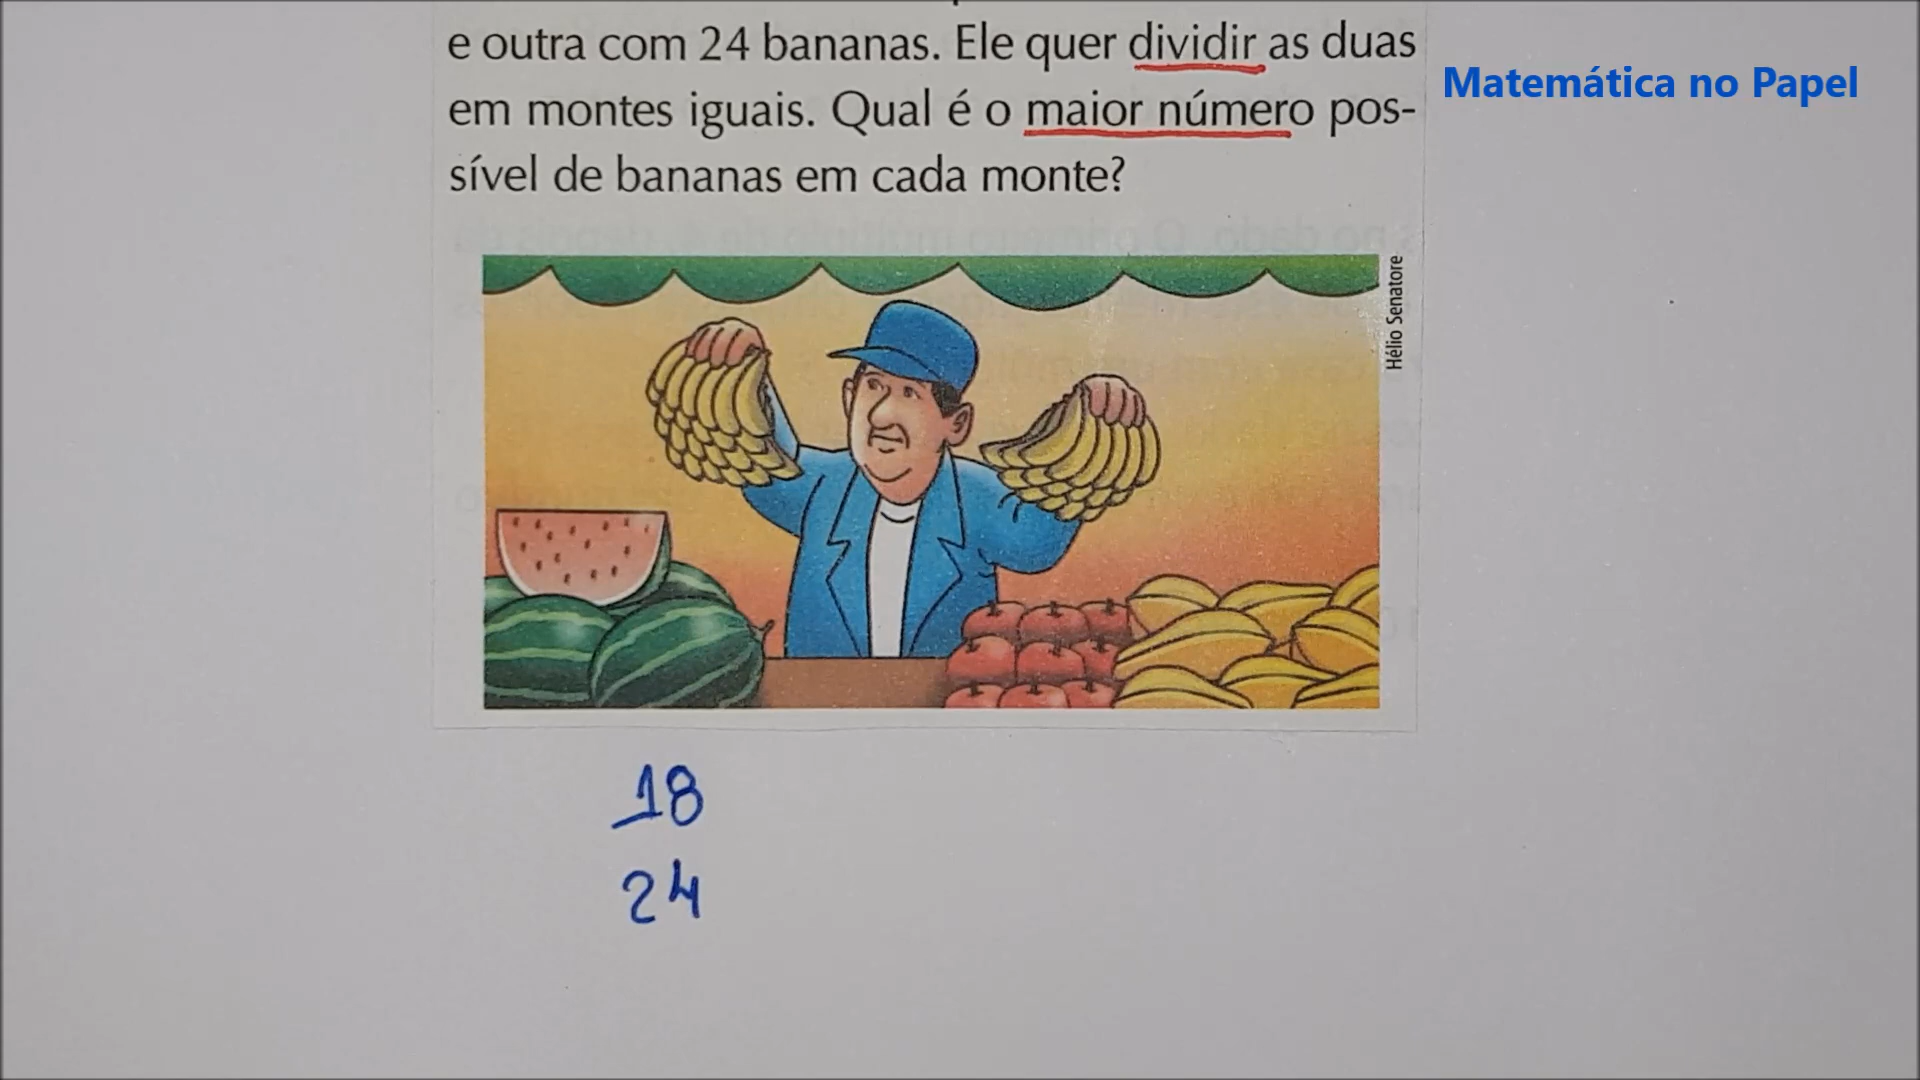 e outra com 24 bananas. Ele quer dividir as duas
em montes iguais. Qual é o maior número pos-
sível de bananas em cada monte?
Matemática no Papel
Hélio Senatore
18
24